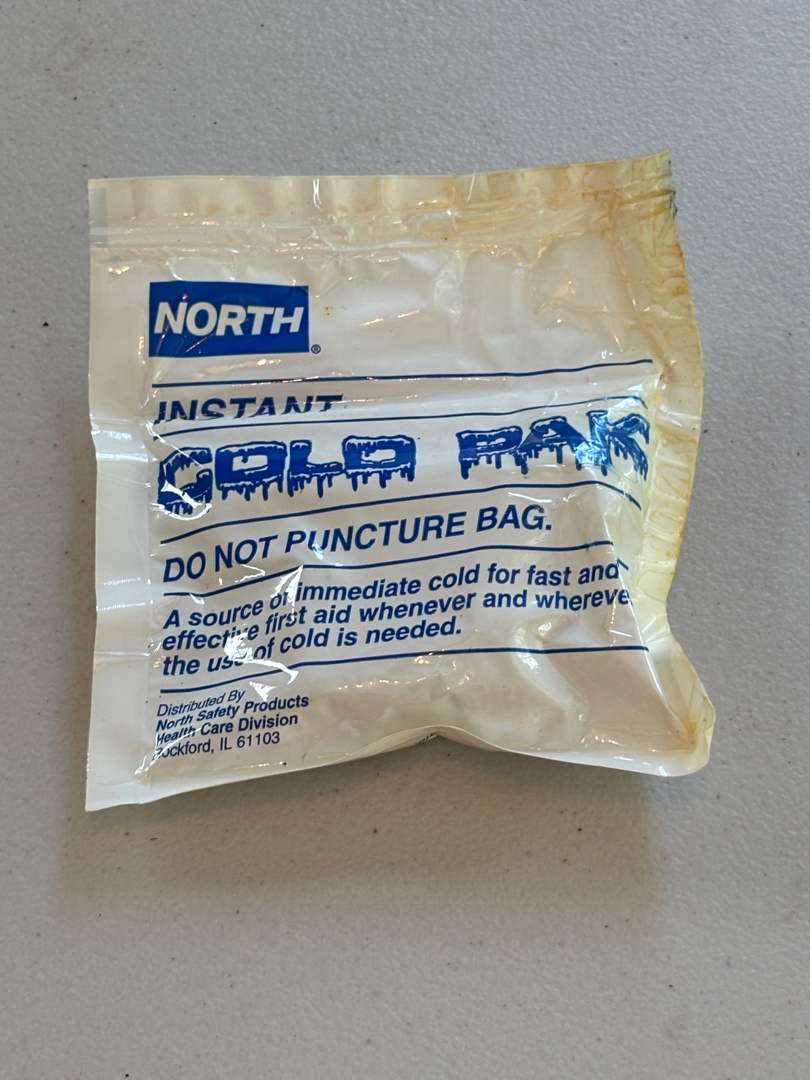 NORTH®
INSTANT
COLD PAK
DO NOT PUNCTURE BAG.
A source of immediate cold for fast and
effective first aid whenever and whereve
the use of cold is needed.
Distributed By
North Safety Products
Health Care Division
Rockford, IL 61103